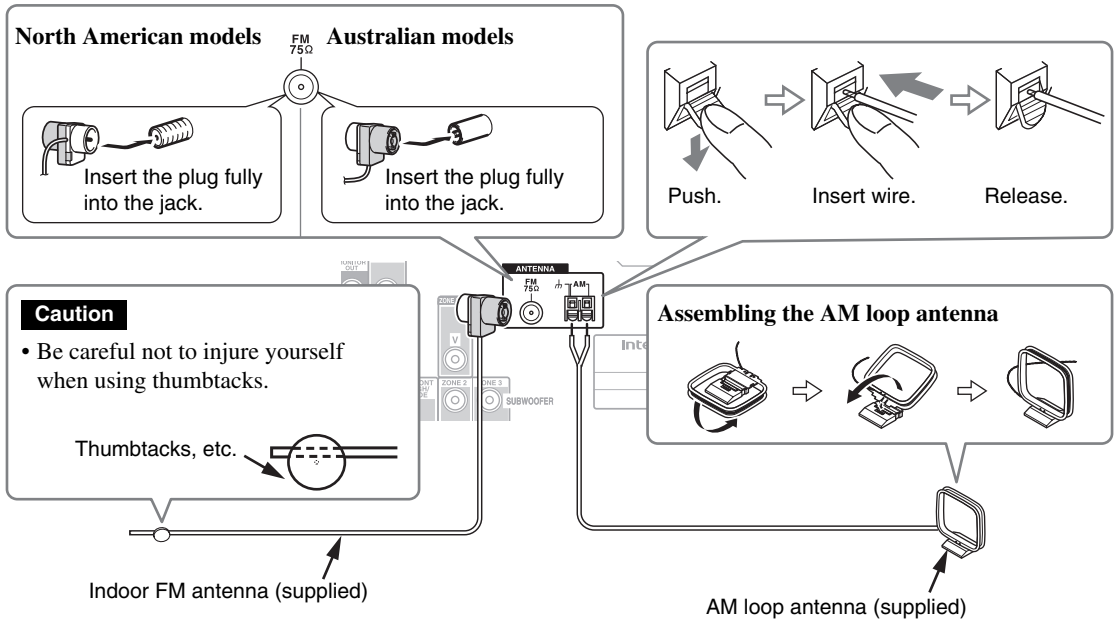 North American models
FM
75Ω
Australian models
Insert the plug fully
into the jack.
Insert the plug fully
into the jack.
Push.
Insert wire.
Release.
OUT
ANTENNA
FM
75Ω
AM
Caution
• Be careful not to injure yourself
when using thumbtacks.
Thumbtacks, etc.
ZONE
V
ZONE 2
SUBWOOFER
Assembling the AM loop antenna
Indoor FM antenna (supplied)
AM loop antenna (supplied)